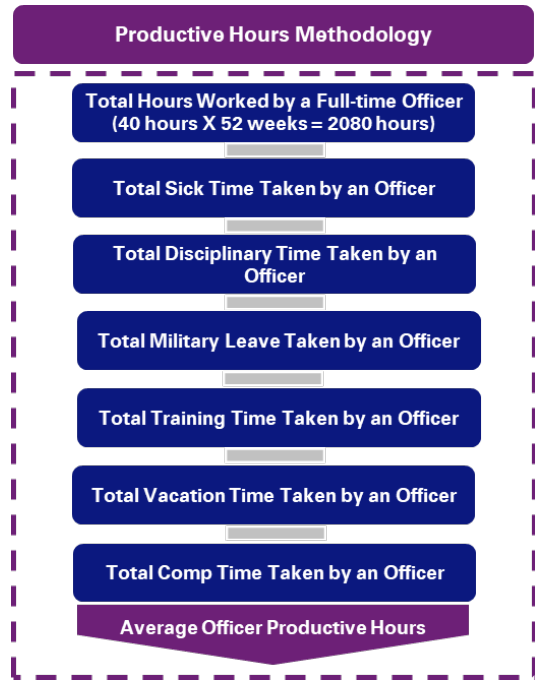 Productive Hours Methodology
Total Hours Worked by a Full-time Officer
(40 hours X 52 weeks = 2080 hours)
Total Sick Time Taken by an Officer
Total Disciplinary Time Taken by an
Officer
Total Military Leave Taken by an Officer
Total Training Time Taken by an Officer
Total Vacation Time Taken by an Officer
Total Comp Time Taken by an Officer
Average Officer Productive Hours